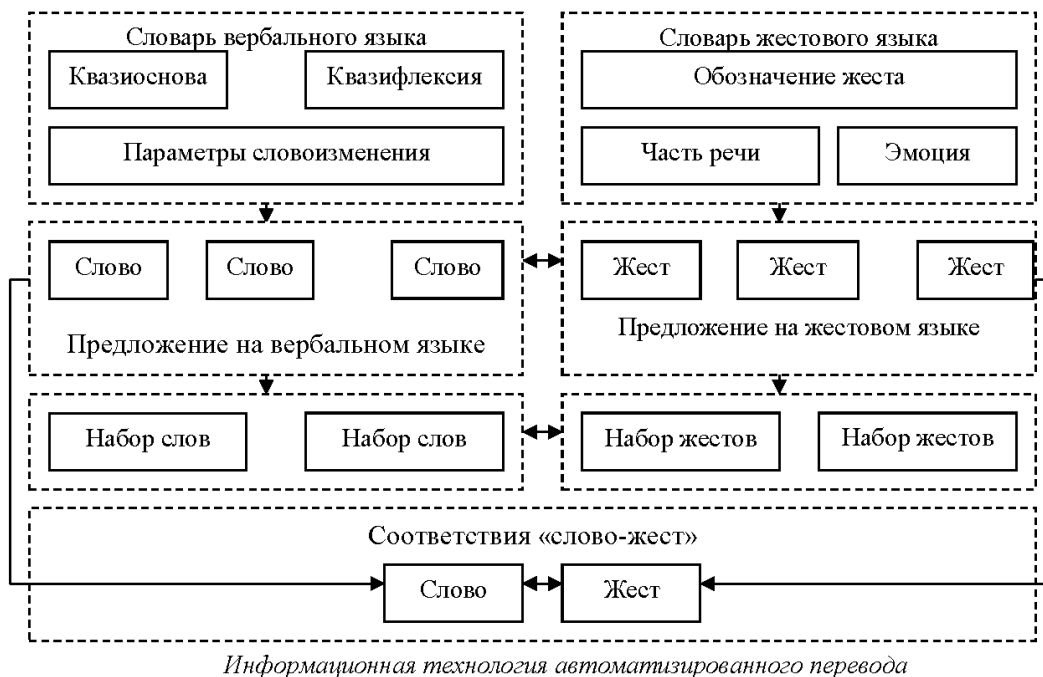 Словарь вербального языка
Квазиоснова
Квазифлексия
Параметры словоизменения
Словарь жестового языка
Обозначение жеста
Часть речи
Эмоция
Слово
Слово
Слово
Предложение на вербальном языке
Жест
Жест
Жест
Предложение на жестовом языке
Набор слов
Набор слов
Набор жестов
Набор жестов
Соответствия «слово-жест»
Слово
Жест
Информационная технология автоматизированного перевода